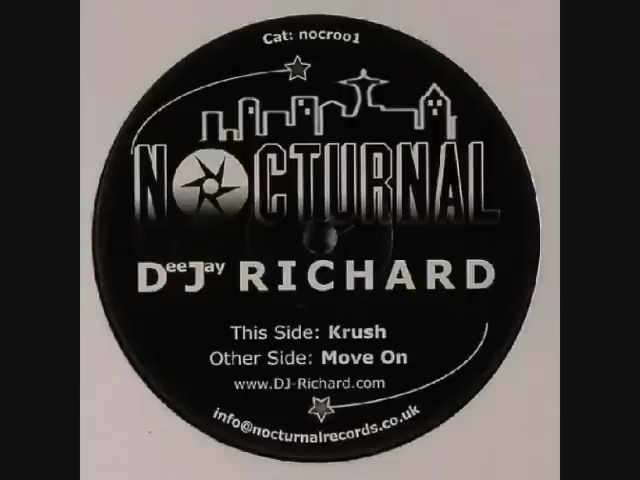 Cat: nocr001
NOCTURNAL
DeeJay RICHARD
This Side: Krush
Other Side: Move On
www.DJ-Richard.com
info@nocturnalrecords.co.uk